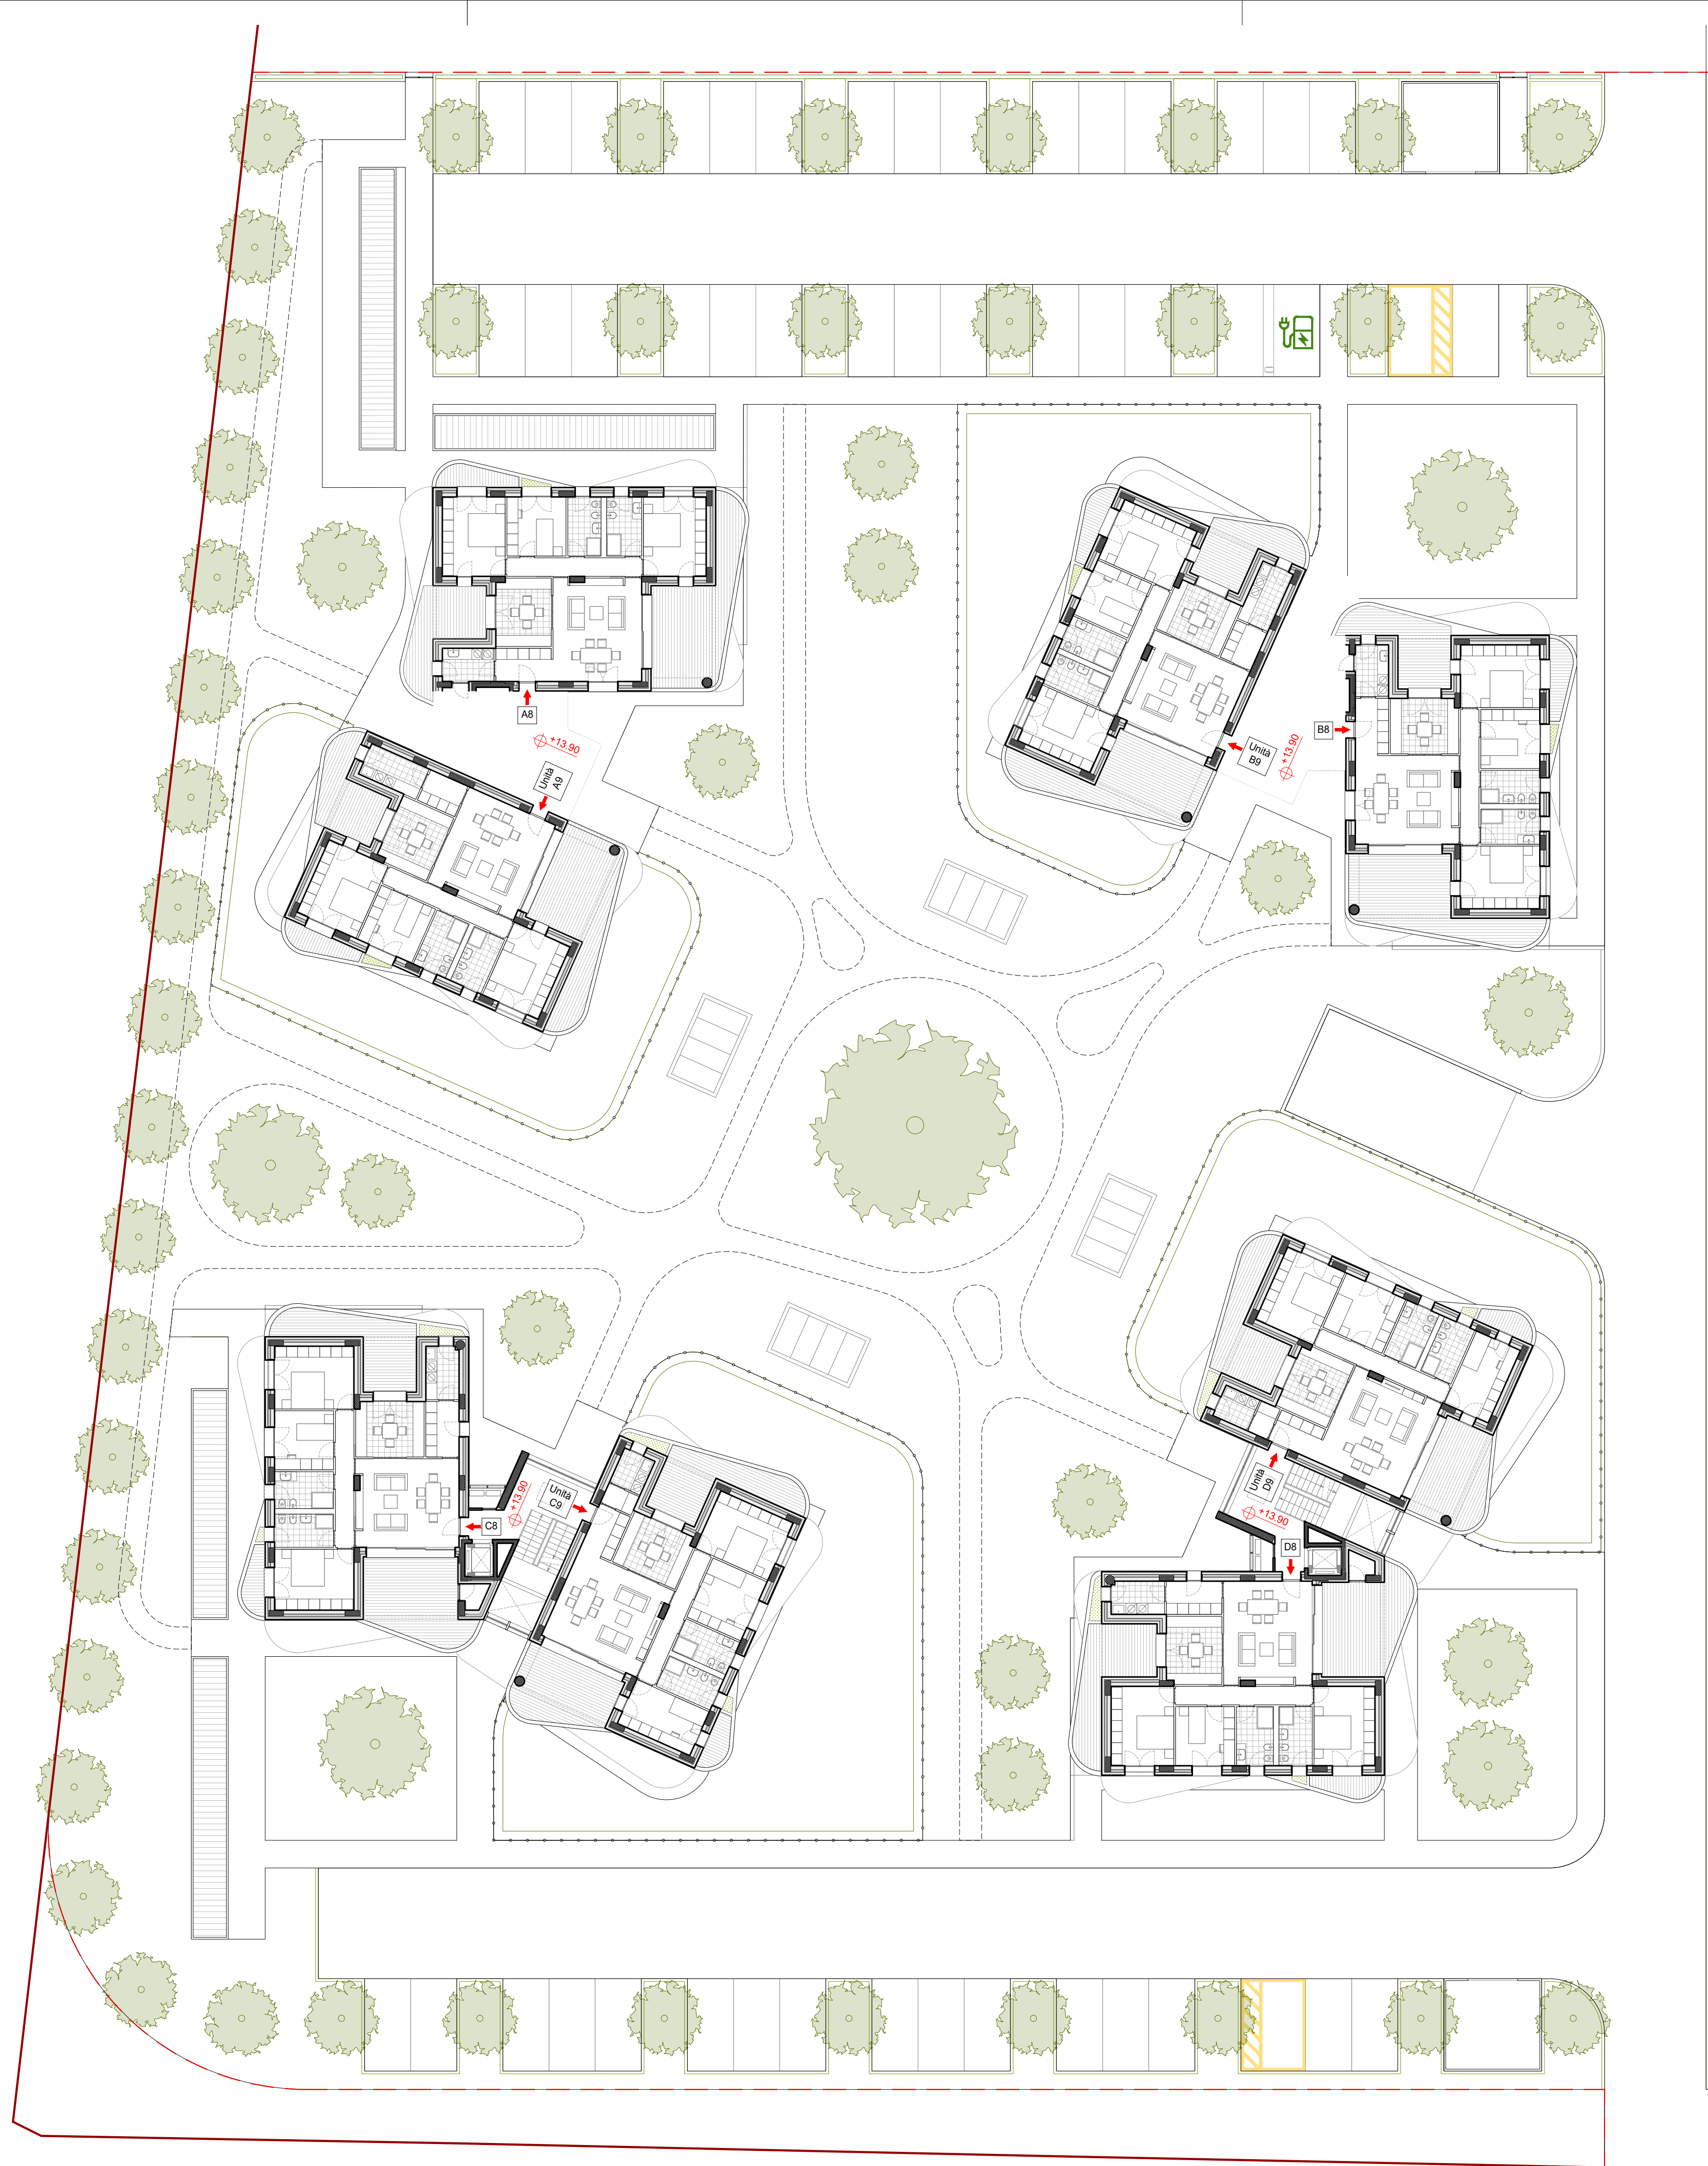 A8
+13.90
Unità
A9
Unità
B9
+13.90
B8
C8
+13.90
Unità
C9
Unità
D9
+13.90
D8